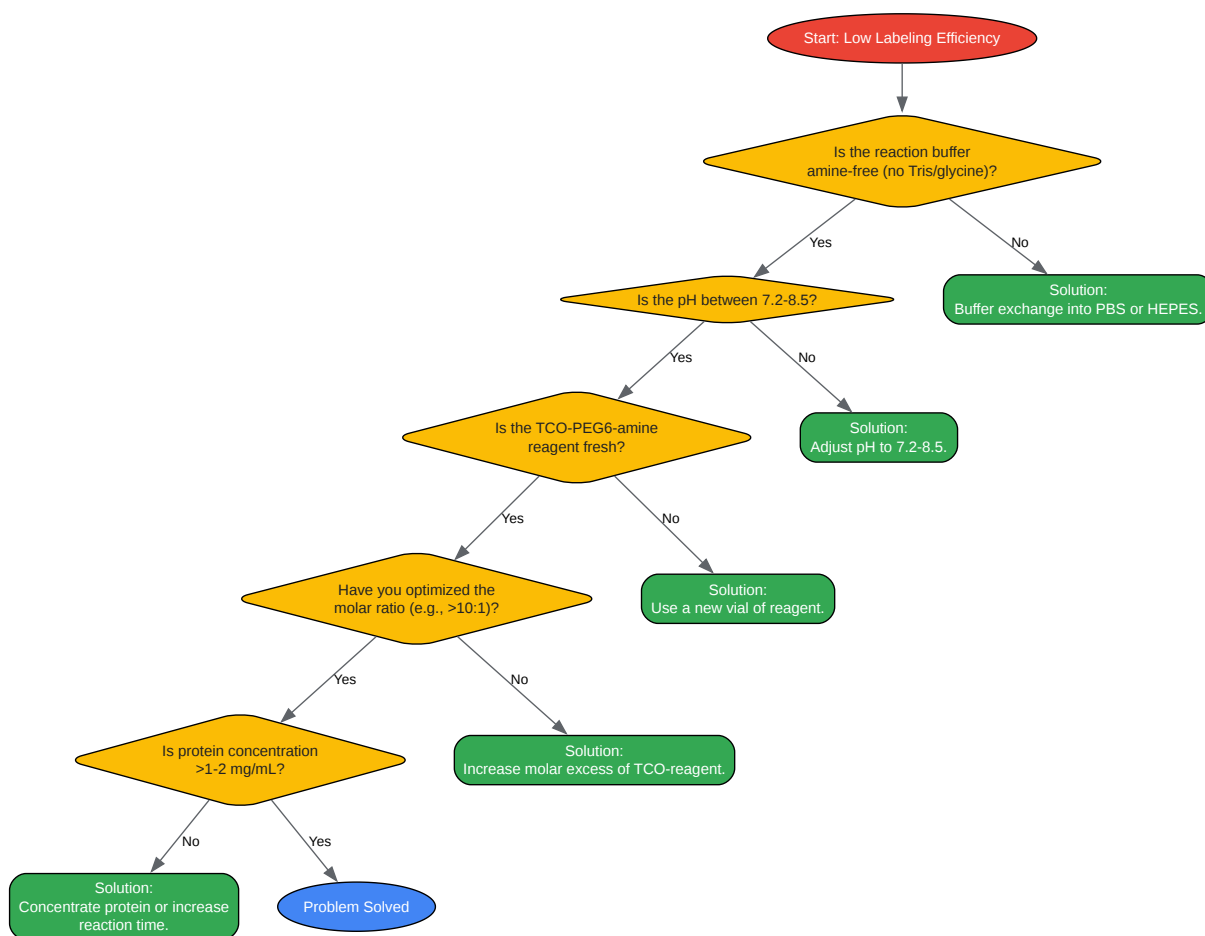 Start: Low Labeling Efficiency
Is the reaction buffer
amine-free (no Tris/glycine)?
Yes
No
Is the pH between 7.2-8.5?
Solution:
Buffer exchange into PBS or HEPES.
Yes
No
Is the TCO-PEG6-amine
reagent fresh?
Solution:
Adjust pH to 7.2-8.5.
Yes
No
Have you optimized the
molar ratio (e.g., >10:1)?
Solution:
Use a new vial of reagent.
Yes
No
Is protein concentration
>1-2 mg/mL?
Solution:
Increase molar excess of TCO-reagent.
No
Yes
Solution:
Concentrate protein or increase
reaction time.
Problem Solved